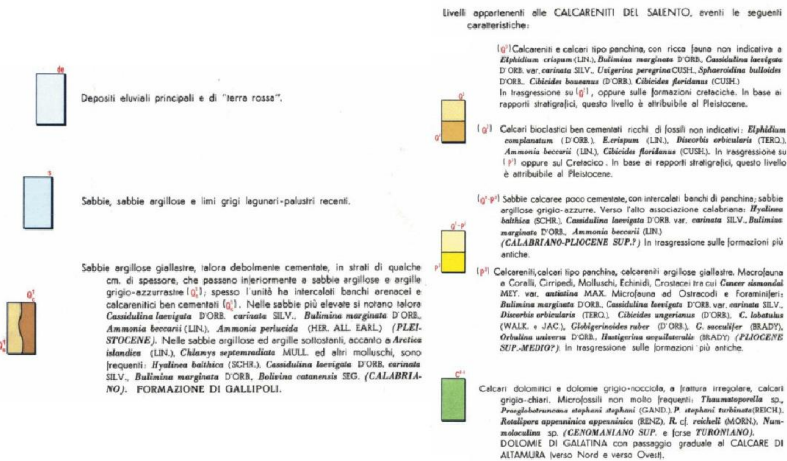 de
Depositi eluviali principali e di "terra rossa".
s
Sabbie, sabbie argillose e limi grigi lagunari-palustri recenti.
Sabbie argillose giallastre, talora debolmente cementate, in strati di qualche
cm. di spessore, che passano inferiormente a sabbie argillose e argille
grigio-azzurrastre (Q); spesso l'unità ha intercalati banchi arenacei e
calcarenitici ben cementati (Q). Nelle sabbie più elevate si notano talora
Cassidulina laevigata D'ORB. carinata SILV., Bulimina marginata D'ORB.,
Ammonia beccarii (LIN.), Ammonia perlucida (HER. ALL. EARL.) (PLEI-
STOCENE). Nelle sabbie argillose ed argille sottostanti, accanto a Arctica
islandica (LIN.), Chlamys septemradiata MULL. ed altri molluschi, sono
frequenti: Hyalinea balthica (SCHR.), Cassidulina laevigata D'ORB. carinata
SILV., Bulimina marginata D'ORB., Bolivina catanensis SEG. (CALABRIA-
NO). FORMAZIONE DI GALLIPOLI.
Livelli appartenenti alle CALCARENITI DEL SALENTO, aventi le seguenti
caratteristiche:
(Q³) Calcareniti e calcari tipo panchina, con ricca fauna non indicativa a
Elphidium crispum (LIN.), Bulimina marginata D'ORB., Cassidulina laevigata
D'ORB. var. carinata SILV., Uvigerina peregrina CUSH., Sphaeroidina bulloides
D'ORB., Cibicides boueanus (D'ORB.), Cibicides floridanus (CUSH.)
In trasgressione su (Q²), oppure sulle formazioni cretaciche. In base ai
rapporti stratigrafici, questo livello è attribuibile al Pleistocene.
(Q²) Calcari bioclastici ben cementati ricchi di fossili non indicativi: Elphidium
complanatum (D'ORB.), E. crispum (LIN.), Discorbis orbicularis (TERQ.),
Ammonia beccarii (LIN.), Cibicides floridanus (CUSH.). In trasgressione su
(P³) oppure sul Cretacico. In base ai rapporti stratigrafici, questo livello
è attribuibile al Pleistocene.
(Q¹-P³) Sabbie calcaree poco cementate, con intercalati banchi di panchina; sabbie
argillose grigio-azzurre. Verso l'alto associazione calabriana: Hyalinea
balthica (SCHR.), Cassidulina laevigata D'ORB. var. carinata SILV., Bulimina
marginata D'ORB., Ammonia beccarii (LIN.)
(CALABRIANO-PLIOCENE SUP.?) In trasgressione sulle formazioni più
antiche.
(P³) Calcareniti, calcari tipo panchina, calcareniti argillose giallastre. Macrofauna
a Coralli, Cirripedi, Molluschi, Echinidi, Crostacei tra cui Cancer sismondai
MEY. var. antiatina MAX. Microfauna ad Ostracodi e foraminiferi:
Bulimina marginata D'ORB., Cassidulina laevigata D'ORB. var. carinata SILV.,
Discorbis orbicularis (TERQ.), Cibicides ungerianus (D'ORB.), C. lobatulus
(WALK. e JAC.), Globigerinoides ruber (D'ORB.), G. sacculifer (BRADY),
Orbulina universa D'ORB., Hastigerina aequilateralis (BRADY) (PLIOCENE
SUP.-MEDIO?). In trasgressione sulle formazioni più antiche.
Calcari dolomitici e dolomie grigio-nocciola, a frattura irregolare, calcari
grigio-chiari. Microfossili non molto frequenti: Thaumatoporella sp.,
Praeglobotruncana stephani stephani (GAND.), P. stephani turbinata (REICH.),
Rotalipora appenninica appenninica (RENZ), R. cf. reicheli (MORN.), Num-
moloculina sp. (CENOMANIANO SUP. e forse TURONIANO).
DOLOMIE DI GALATINA con passaggio graduale al CALCARE DI
ALTAMURA (verso Nord e verso Ovest).